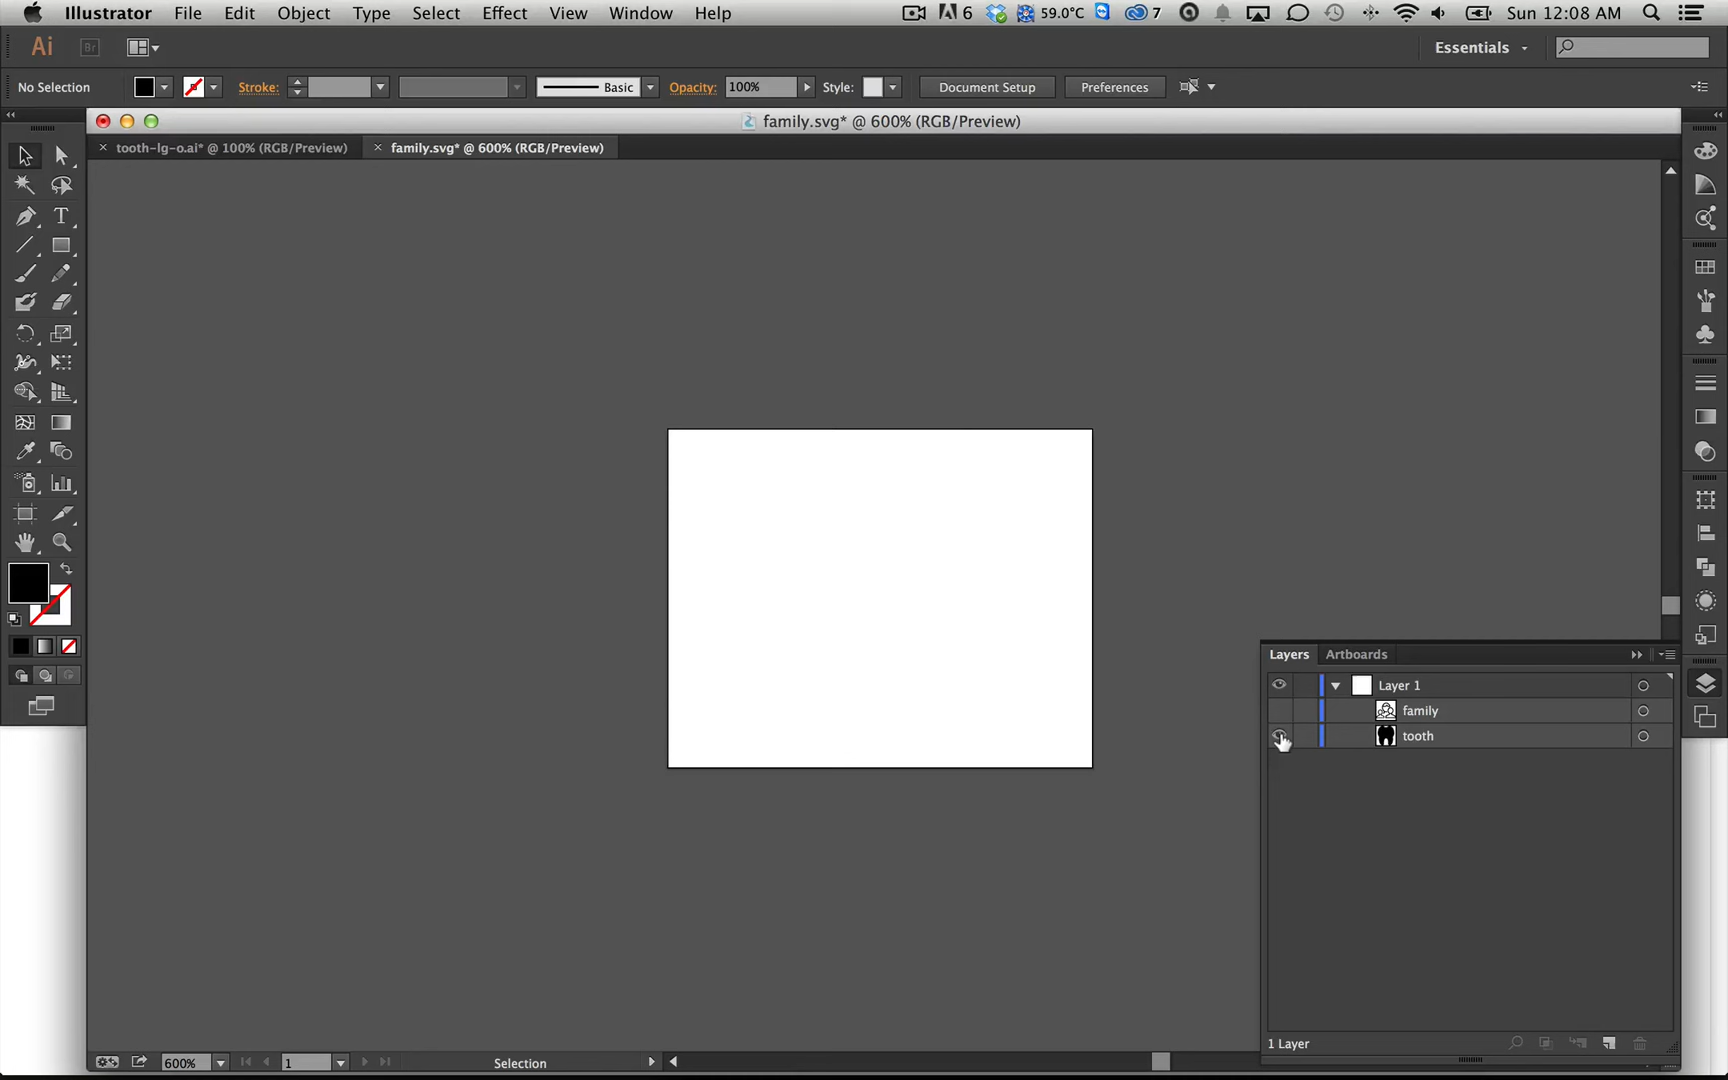 Illustrator File Edit Object Type Select Effect View Window Help 6 59.0°C 7 Sun 12:08 AM
Ai Br Essentials
No Selection Stroke: Basic Opacity: 100% Style: Document Setup Preferences
family.svg* @ 600% (RGB/Preview)
× tooth-lg-o.ai* @ 100% (RGB/Preview) × family.svg* @ 600% (RGB/Preview)
T
Layers Artboards
Layer 1
family
tooth
1 Layer
600% 1 Selection